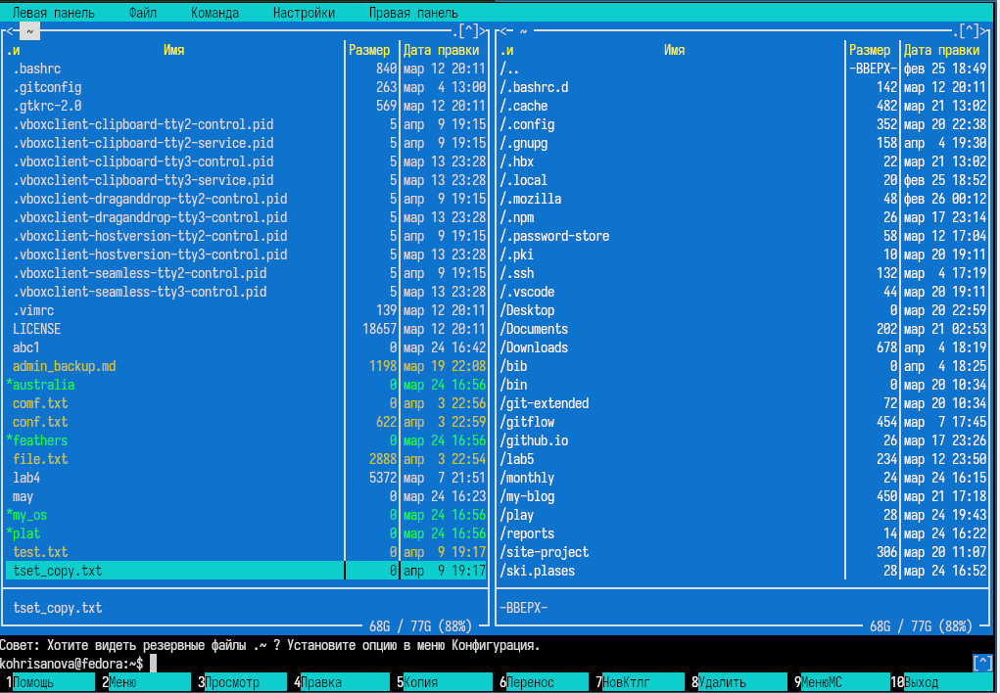 Левая панель Файл Команда Настройки Правая панель
<─ ~ .[^]>
.и Имя Размер Дата правки
.bashrc 840 мар 12 20:11
.gitconfig 263 мар 4 13:00
.gtkrc-2.0 569 мар 12 20:11
.vboxclient-clipboard-tty2-control.pid 5 апр 9 19:15
.vboxclient-clipboard-tty2-service.pid 5 апр 9 19:15
.vboxclient-clipboard-tty3-control.pid 5 мар 13 23:28
.vboxclient-clipboard-tty3-service.pid 5 мар 13 23:28
.vboxclient-draganddrop-tty2-control.pid 5 апр 9 19:15
.vboxclient-draganddrop-tty3-control.pid 5 мар 13 23:28
.vboxclient-hostversion-tty2-control.pid 5 апр 9 19:15
.vboxclient-hostversion-tty3-control.pid 5 мар 13 23:28
.vboxclient-seamless-tty2-control.pid 5 апр 9 19:15
.vboxclient-seamless-tty3-control.pid 5 мар 13 23:28
.vimrc 139 мар 12 20:11
LICENSE 18657 мар 12 20:11
abc1 0 мар 24 16:42
admin_backup.md 1198 мар 19 22:08
*australia 0 мар 24 16:56
comf.txt 0 апр 3 22:56
conf.txt 622 апр 3 22:59
*feathers 0 мар 24 16:56
file.txt 2888 апр 3 22:54
lab4 5372 мар 7 21:51
may 0 мар 24 16:23
*my_os 0 мар 24 16:56
*plat 0 мар 24 16:56
test.txt 0 апр 9 19:17
tset_copy.txt 0 апр 9 19:17
tset_copy.txt
68G / 77G (88%)
<─ ~ .[^]>
.и Имя Размер Дата правки
/.. -ВВЕРХ- фев 25 18:49
/.bashrc.d 142 мар 12 20:11
/.cache 482 мар 21 13:02
/.config 352 мар 20 22:38
/.gnupg 158 апр 4 19:30
/.hbx 22 мар 21 13:02
/.local 20 фев 25 18:52
/.mozilla 48 фев 26 00:12
/.npm 26 мар 17 23:14
/.password-store 58 мар 12 17:04
/.pki 10 мар 20 19:11
/.ssh 132 мар 4 17:19
/.vscode 44 мар 20 19:11
/Desktop 0 мар 20 22:59
/Documents 202 мар 21 02:53
/Downloads 678 апр 4 18:19
/bib 0 апр 4 18:25
/bin 0 мар 20 10:34
/git-extended 72 мар 20 10:34
/gitflow 454 мар 7 17:45
/github.io 26 мар 17 23:26
/lab5 234 мар 12 23:50
/monthly 24 мар 24 16:15
/my-blog 450 мар 21 17:18
/play 28 мар 24 19:43
/reports 14 мар 24 16:22
/site-project 306 мар 20 11:07
/ski.plases 28 мар 24 16:52
-ВВЕРХ-
68G / 77G (88%)
Совет: Хотите видеть резервные файлы .~ ? Установите опцию в меню Конфигурация.
kohrisanova@fedora:~$ [^]
1Помощь 2Меню 3Просмотр 4Правка 5Копия 6Перенос 7НовКтлг 8Удалить 9МенюМС 10Выход